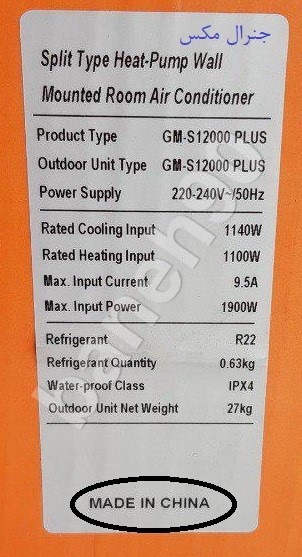 جنرال مکس
Split Type Heat-Pump Wall
Mounted Room Air Conditioner
Product Type GM-S12000 PLUS
Outdoor Unit Type GM-S12000 PLUS
Power Supply 220-240V~/50Hz
Rated Cooling Input 1140W
Rated Heating Input 1100W
Max. Input Current 9.5A
Max. Input Power 1900W
Refrigerant R22
Refrigerant Quantity 0.63kg
Water-proof Class IPX4
Outdoor Unit Net Weight 27kg
MADE IN CHINA